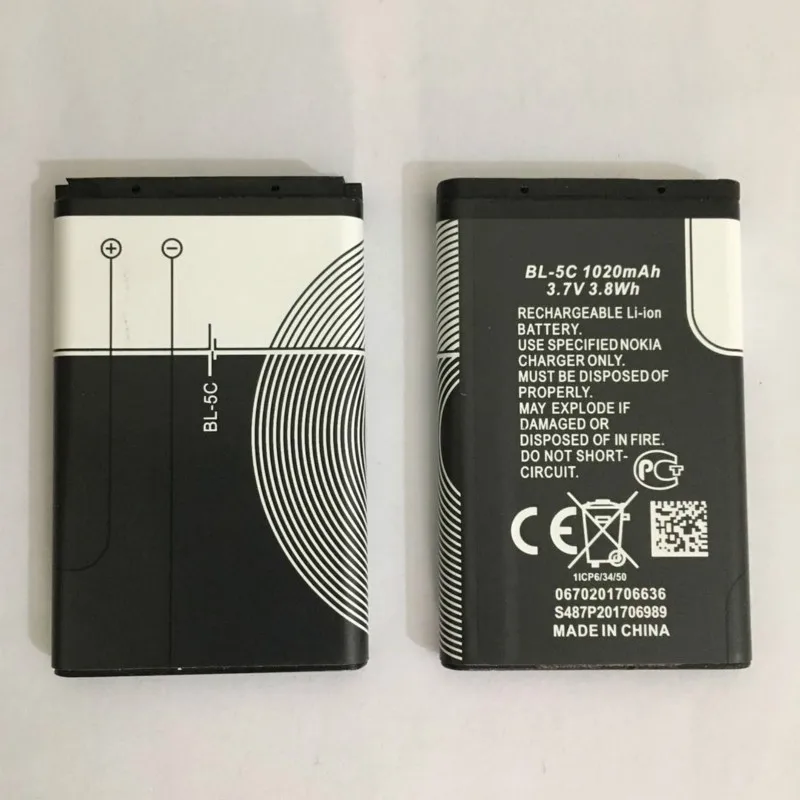 + −
BL-5C
BL-5C 1020mAh
3.7V 3.8Wh
RECHARGEABLE Li-ion
BATTERY.
USE SPECIFIED NOKIA
CHARGER ONLY.
MUST BE DISPOSED OF
PROPERLY.
MAY EXPLODE IF
DAMAGED OR
DISPOSED OF IN FIRE.
DO NOT SHORT-
CIRCUIT.
РСТ
CE
1ICP6/34/50
0670201706636
S487P201706989
MADE IN CHINA